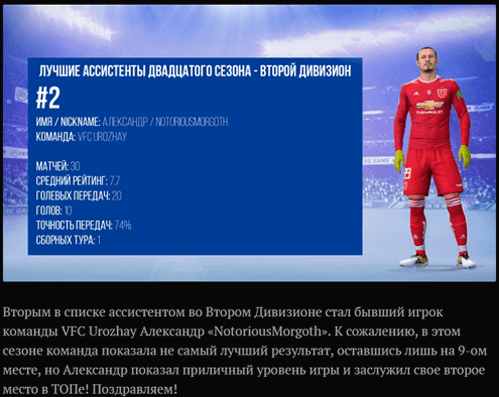 ЛУЧШИЕ АССИСТЕНТЫ ДВАДЦАТОГО СЕЗОНА - ВТОРОЙ ДИВИЗИОН
#2
ИМЯ / NICKNAME: АЛЕКСАНДР / NOTORIOUSMORGOTH
КОМАНДА: VFC UROZHAY
МАТЧЕЙ: 30
СРЕДНИЙ РЕЙТИНГ: 7.7
ГОЛЕВЫХ ПЕРЕДАЧ: 20
ГОЛОВ: 10
ТОЧНОСТЬ ПЕРЕДАЧ: 74%
СБОРНЫХ ТУРА: 1
CHEVROLET
Вторым в списке ассистентом во Втором Дивизионе стал бывший игрок
команды VFC Urozhay Александр «NotoriousMorgoth». К сожалению, в этом
сезоне команда показала не самый лучший результат, оставшись лишь на 9-ом
месте, но Александр показал приличный уровень игры и заслужил свое второе
место в ТОПе! Поздравляем!